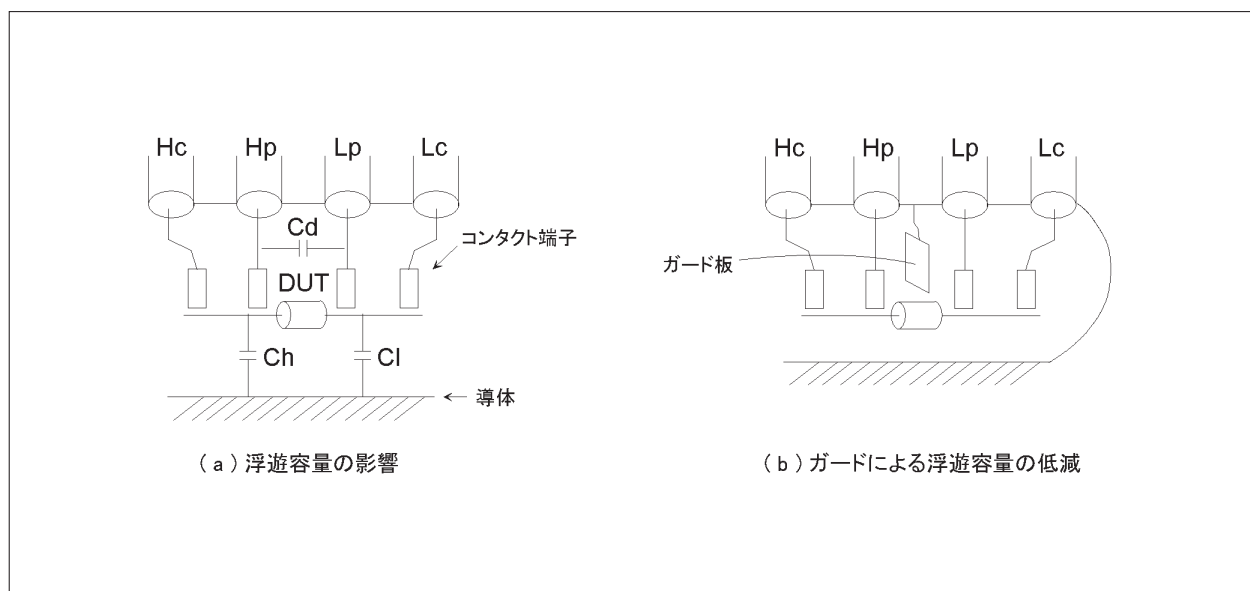 Hc Hp Lp Lc
Cd
コンタクト端子
DUT
Ch Cl
導体
(a)浮遊容量の影響
Hc Hp Lp Lc
ガード板
(b)ガードによる浮遊容量の低減